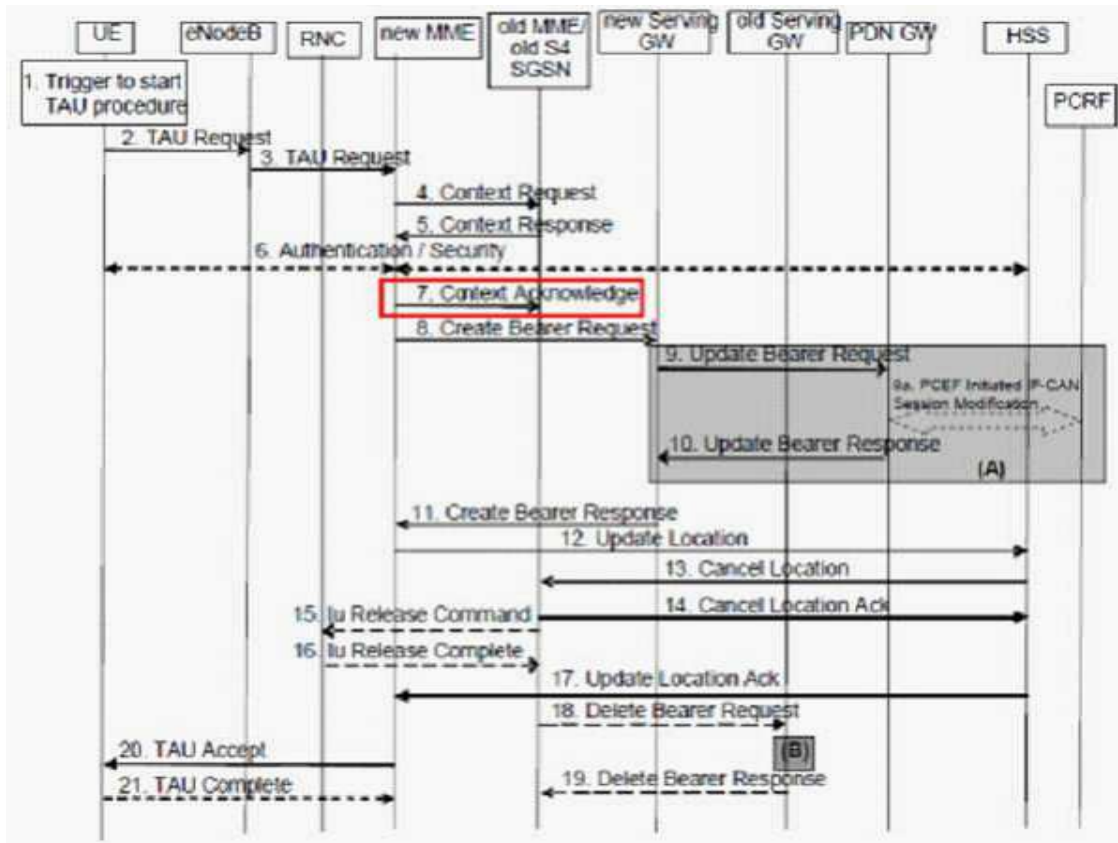 UE
eNodeB
RNC
new MME
old MME/
old S4
SGSN
new Serving
GW
old Serving
GW
PDN GW
HSS
PCRF
1. Trigger to start
TAU procedure
2. TAU Request
3. TAU Request
4. Context Request
5. Context Response
6. Authentication / Security
7. Context Acknowledge
8. Create Bearer Request
9. Update Bearer Request
9a. PCEF Initiated IP-CAN
Session Modification
10. Update Bearer Response
(A)
11. Create Bearer Response
12. Update Location
13. Cancel Location
14. Cancel Location Ack
15. Iu Release Command
16. Iu Release Complete
17. Update Location Ack
18. Delete Bearer Request
(B)
19. Delete Bearer Response
20. TAU Accept
21. TAU Complete